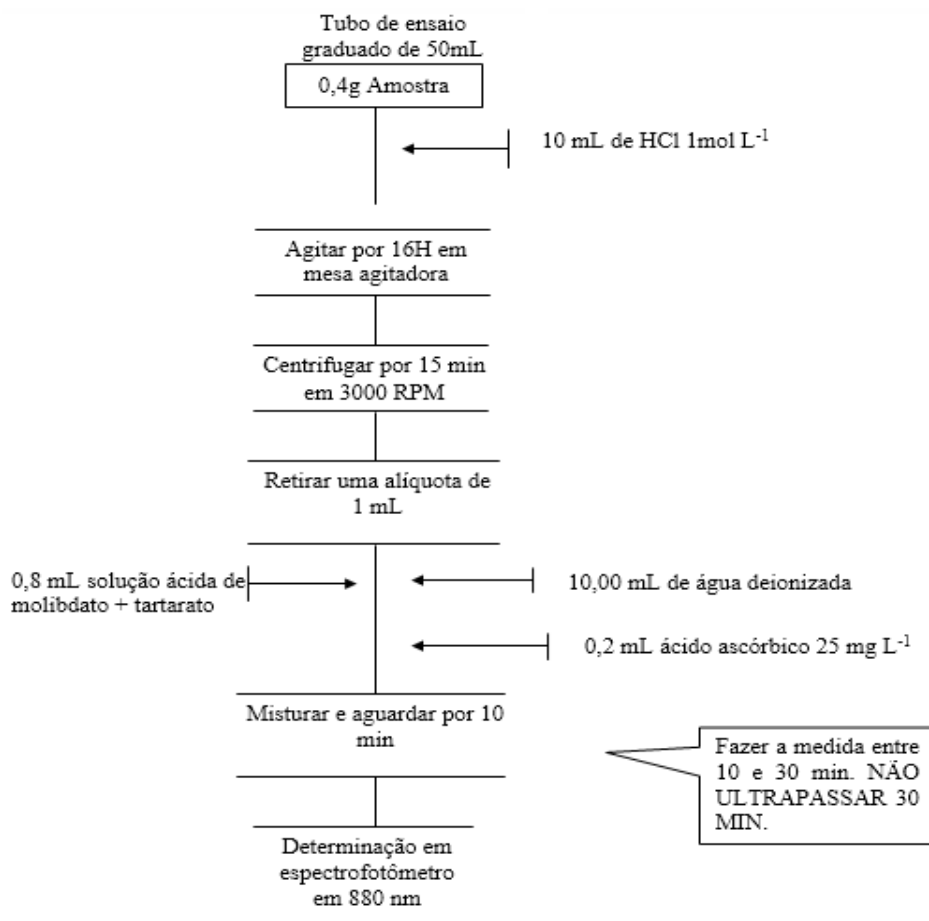 Tubo de ensaio
graduado de 50mL
0,4g Amostra
10 mL de HCl 1mol L⁻¹
Agitar por 16H em
mesa agitadora
Centrifugar por 15 min
em 3000 RPM
Retirar uma alíquota de
1 mL
0,8 mL solução ácida de
molibdato + tartarato
10,00 mL de água deionizada
0,2 mL ácido ascórbico 25 mg L⁻¹
Misturar e aguardar por 10
min
Fazer a medida entre
10 e 30 min. NÃO
ULTRAPASSAR 30
MIN.
Determinação em
espectrofotômetro
em 880 nm